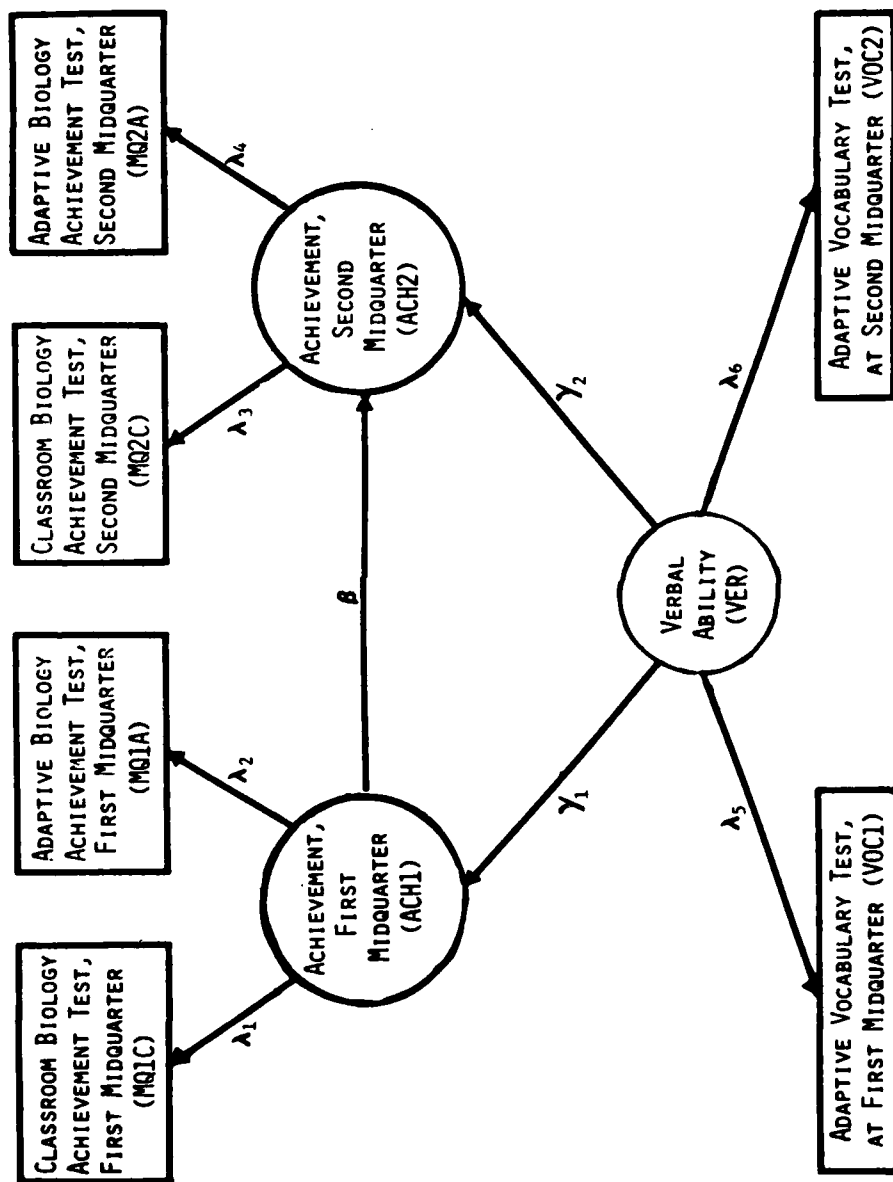 CLASSROOM BIOLOGY
ACHIEVEMENT TEST,
FIRST MIDQUARTER
(MQ1C)
ADAPTIVE BIOLOGY
ACHIEVEMENT TEST,
FIRST MIDQUARTER
(MQ1A)
CLASSROOM BIOLOGY
ACHIEVEMENT TEST,
SECOND MIDQUARTER
(MQ2C)
ADAPTIVE BIOLOGY
ACHIEVEMENT TEST,
SECOND MIDQUARTER
(MQ2A)
λ1
λ2
λ3
λ4
ACHIEVEMENT,
FIRST
MIDQUARTER
(ACH1)
β
ACHIEVEMENT,
SECOND
MIDQUARTER
(ACH2)
γ1
γ2
VERBAL
ABILITY
(VER)
λ5
λ6
ADAPTIVE VOCABULARY TEST,
AT FIRST MIDQUARTER (VOC1)
ADAPTIVE VOCABULARY TEST,
AT SECOND MIDQUARTER (VOC2)